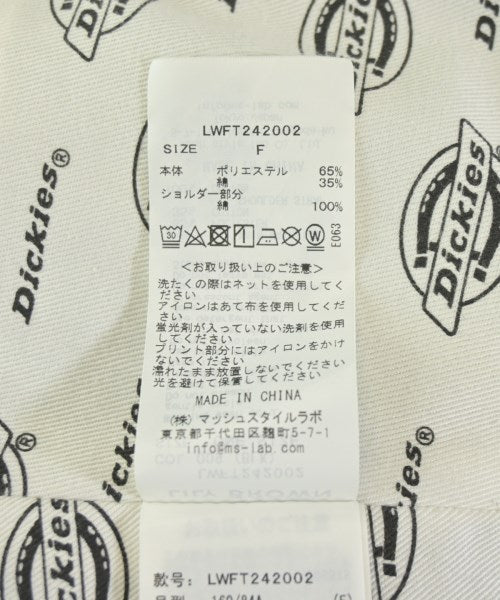 Dickies
Dickies
Dickies®
LWFT242002
SIZE F
本体 ポリエステル 65%
綿 35%
ショルダー部分
綿 100%
30
E063
W
<お取り扱い上のご注意>
洗たくの際はネットを使用してく
ださい
アイロンはあて布を使用してくだ
さい
蛍光剤が入っていない洗剤を使用
してください
プリント部分にはアイロンをかけ
ないでください
濡れたまま放置しないでください
光を避けて保管してください
MADE IN CHINA
(株)マッシュスタイルラボ
東京都千代田区麹町5-7-1
info@ms-lab.com
Dickies
Dickies®
款号: LWFT242002